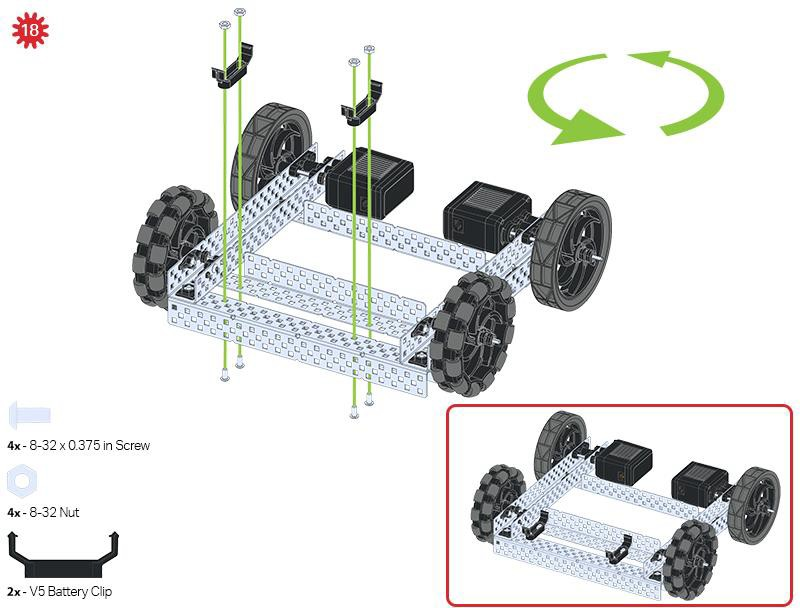 18
4x - 8-32 x 0.375 in Screw
4x - 8-32 Nut
2x - V5 Battery Clip